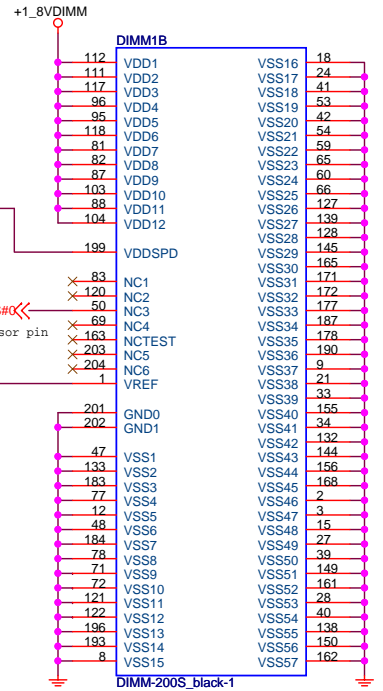 +1_8VDIMM
DIMM1B
112 VDD1
111 VDD2
117 VDD3
96 VDD4
95 VDD5
118 VDD6
81 VDD7
82 VDD8
87 VDD9
103 VDD10
88 VDD11
104 VDD12
199 VDDSPD
83 NC1
120 NC2
S#0 50 NC3
69 NC4
sor pin
163 NCTEST
203 NC5
204 NC6
1 VREF
201 GND0
202 GND1
47 VSS1
133 VSS2
183 VSS3
77 VSS4
12 VSS5
48 VSS6
184 VSS7
78 VSS8
71 VSS9
72 VSS10
121 VSS11
122 VSS12
196 VSS13
193 VSS14
8 VSS15
VSS16 18
VSS17 24
VSS18 41
VSS19 53
VSS20 42
VSS21 54
VSS22 59
VSS23 65
VSS24 60
VSS25 66
VSS26 127
VSS27 139
VSS28 128
VSS29 145
VSS30 165
VSS31 171
VSS32 172
VSS33 177
VSS34 187
VSS35 178
VSS36 190
VSS37 9
VSS38 21
VSS39 33
VSS40 155
VSS41 34
VSS42 132
VSS43 144
VSS44 156
VSS45 168
VSS46 2
VSS47 3
VSS48 15
VSS49 27
VSS50 39
VSS51 149
VSS52 161
VSS53 28
VSS54 40
VSS55 138
VSS56 150
VSS57 162
DIMM-200S_black-1